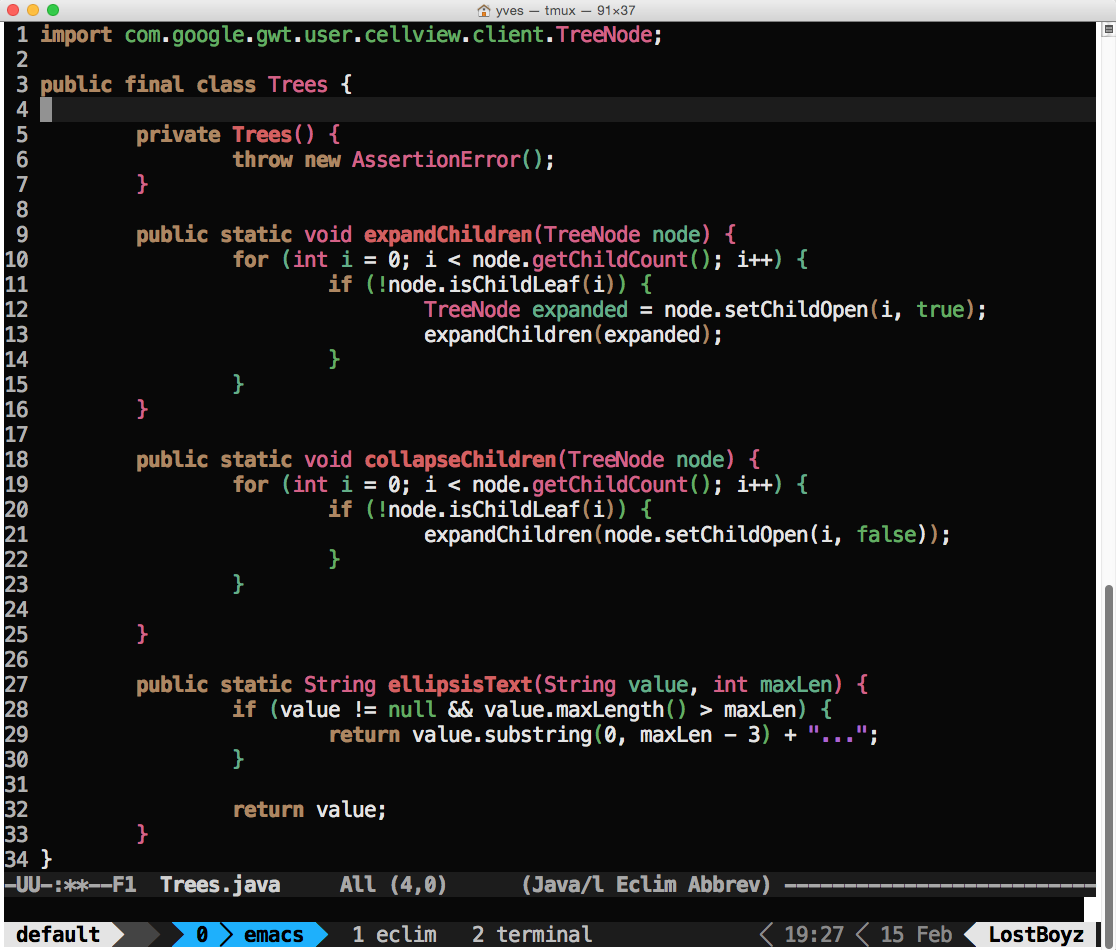 yves — tmux — 91×37
1 import com.google.gwt.user.cellview.client.TreeNode;
2
3 public final class Trees {
4
5         private Trees() {
6                 throw new AssertionError();
7         }
8
9         public static void expandChildren(TreeNode node) {
10                 for (int i = 0; i < node.getChildCount(); i++) {
11                         if (!node.isChildLeaf(i)) {
12                                 TreeNode expanded = node.setChildOpen(i, true);
13                                 expandChildren(expanded);
14                         }
15                 }
16         }
17
18         public static void collapseChildren(TreeNode node) {
19                 for (int i = 0; i < node.getChildCount(); i++) {
20                         if (!node.isChildLeaf(i)) {
21                                 expandChildren(node.setChildOpen(i, false));
22                         }
23                 }
24
25         }
26
27         public static String ellipsisText(String value, int maxLen) {
28                 if (value != null && value.maxLength() > maxLen) {
29                         return value.substring(0, maxLen - 3) + "...";
30                 }
31
32                 return value;
33         }
34 }
-UU-:**--F1  Trees.java     All (4,0)      (Java/l Eclim Abbrev) --------------------------
default 0 emacs 1 eclim 2 terminal 19:27 15 Feb LostBoyz